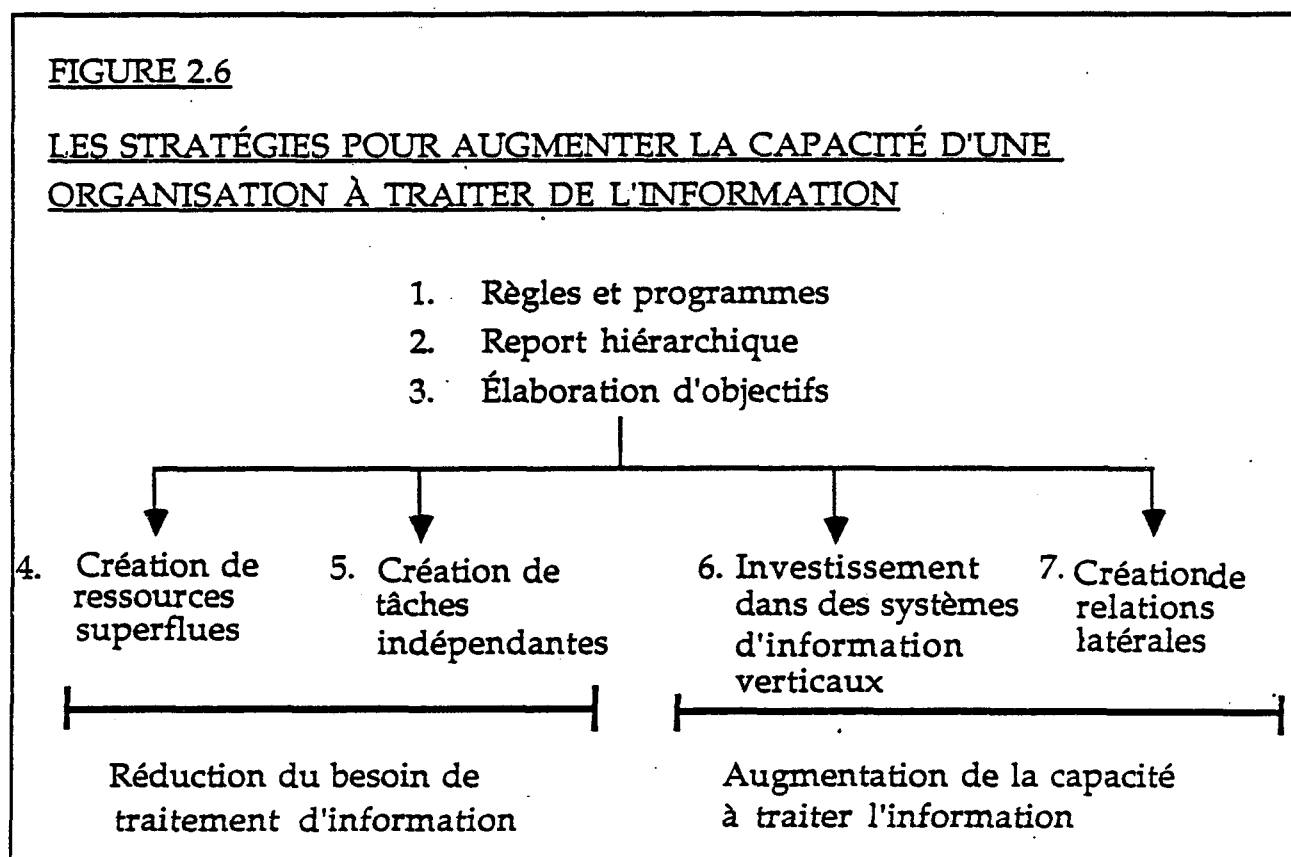 FIGURE 2.6
LES STRATÉGIES POUR AUGMENTER LA CAPACITÉ D'UNE
ORGANISATION À TRAITER DE L'INFORMATION
1. Règles et programmes
2. Report hiérarchique
3. Élaboration d'objectifs
4. Création de
ressources
superflues
5. Création de
tâches
indépendantes
6. Investissement
dans des systèmes
d'information
verticaux
7. Créationde
relations
latérales
Réduction du besoin de
traitement d'information
Augmentation de la capacité
à traiter l'information